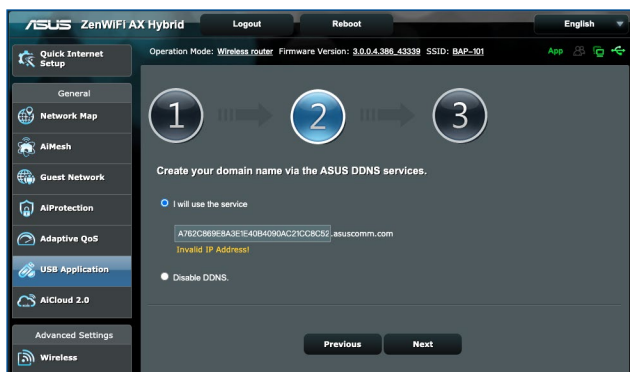 ASUS ZenWiFi AX Hybrid Logout Reboot English
Operation Mode: Wireless router Firmware Version: 3.0.0.4.386_43339 SSID: BAP-101 App
Quick Internet
Setup
General
Network Map
AiMesh
Guest Network
AiProtection
Adaptive QoS
USB Application
AiCloud 2.0
Advanced Settings
Wireless
1 2 3
Create your domain name via the ASUS DDNS services.
I will use the service
A762C869E8A3E1E40B4090AC21CC8C52 .asuscomm.com
Invalid IP Address!
Disable DDNS.
Previous Next